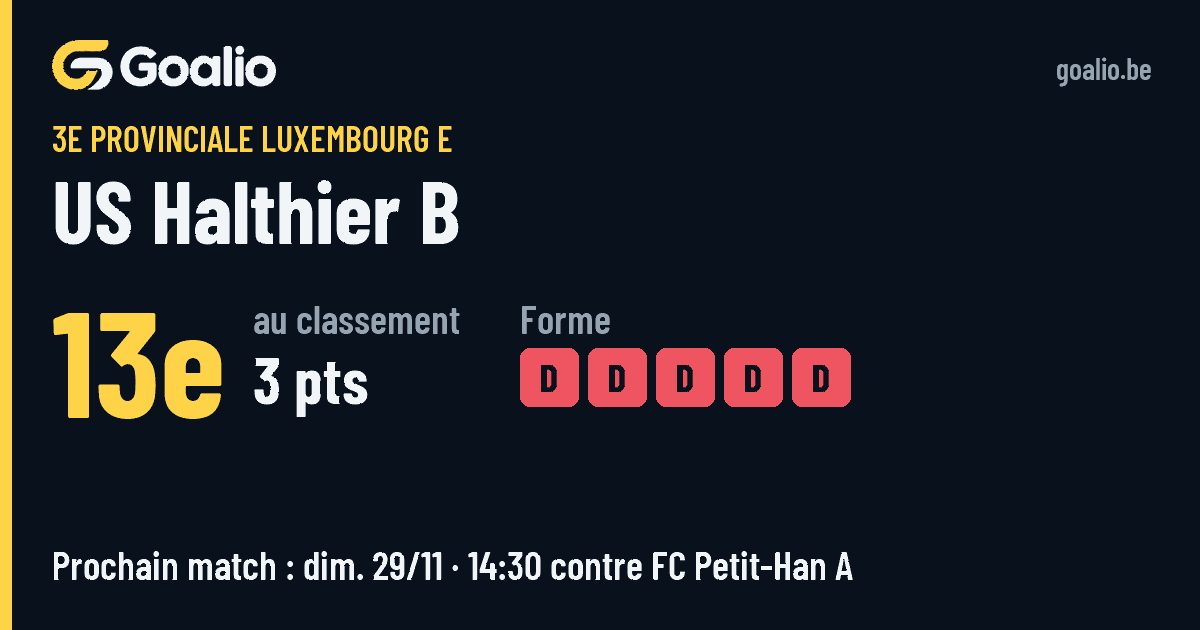 Goalio
goalio.be
3E PROVINCIALE LUXEMBOURG E
US Halthier B
13e
au classement
3 pts
Forme
D D D D D
Prochain match : dim. 29/11 · 14:30 contre FC Petit-Han A